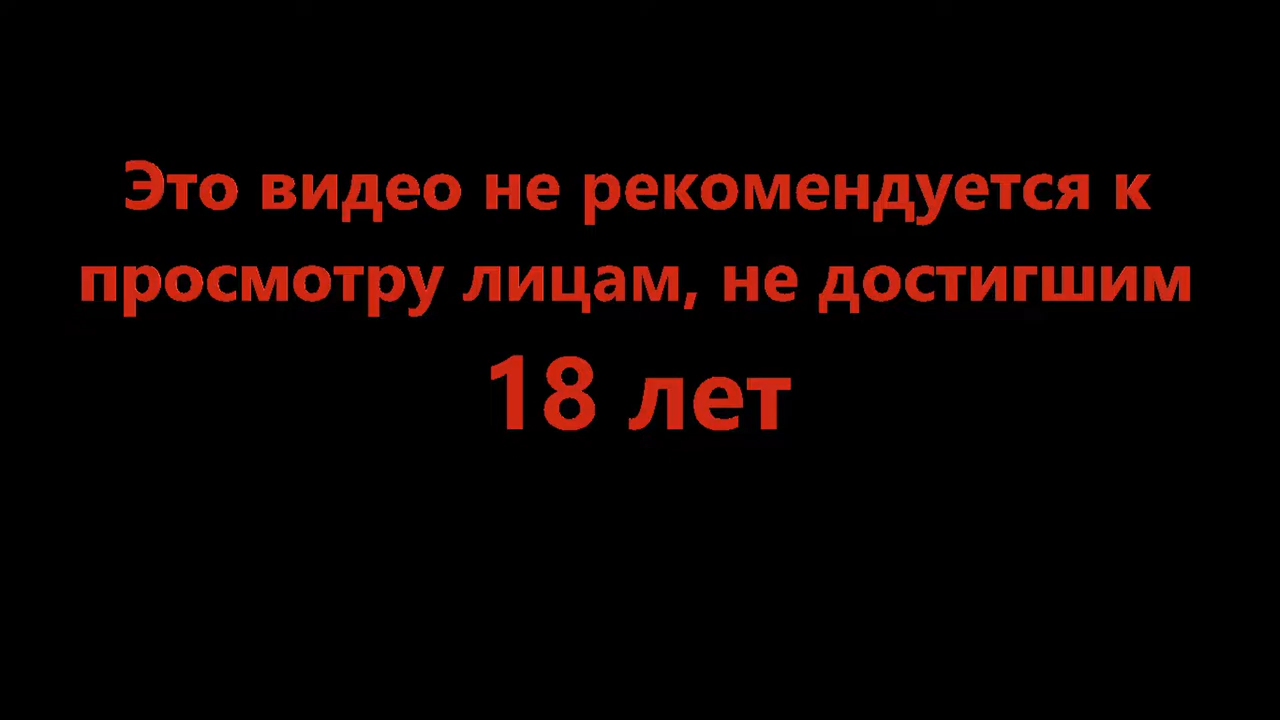 Это видео не рекомендуется к
просмотру лицам, не достигшим
18 лет